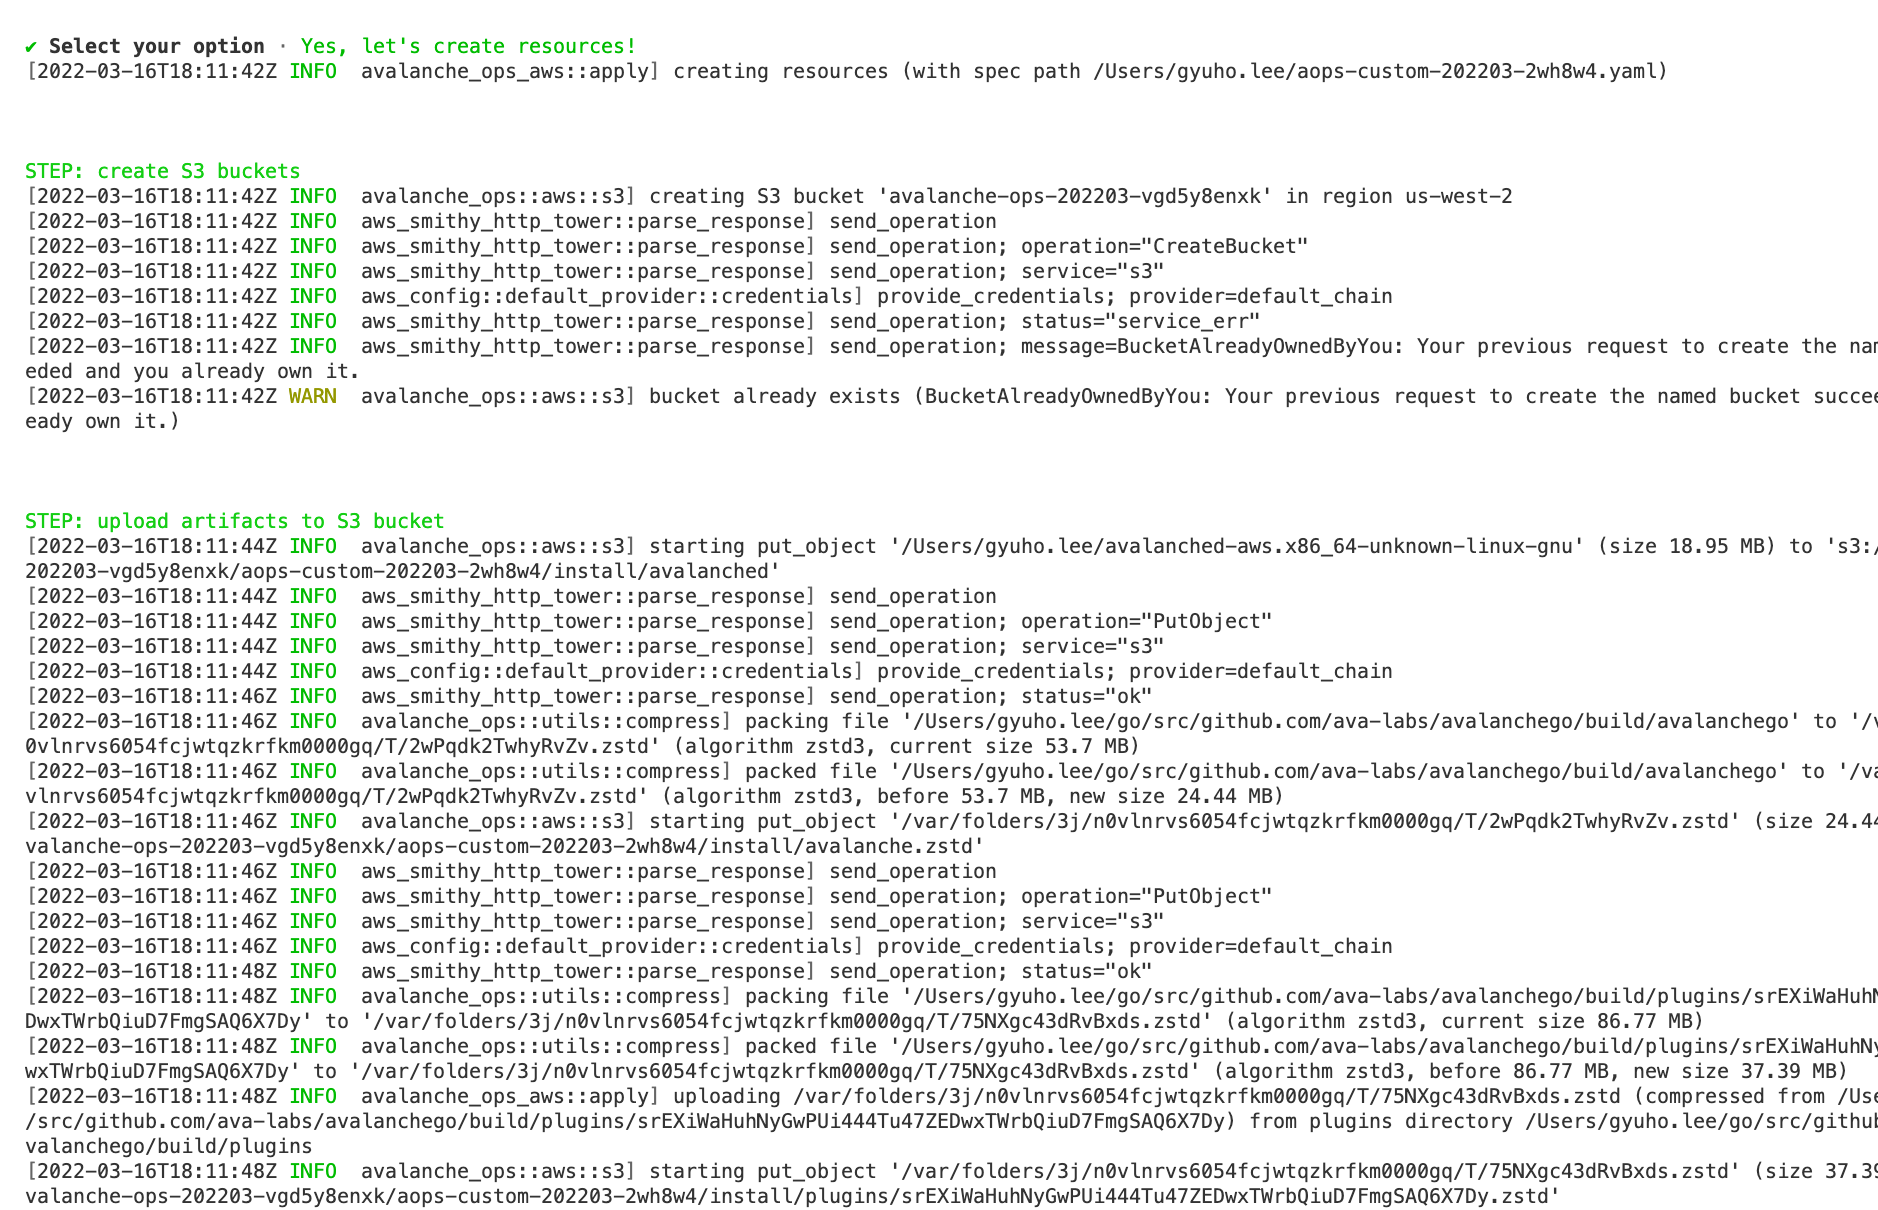 ✔ Select your option · Yes, let's create resources!
[2022-03-16T18:11:42Z INFO  avalanche_ops_aws::apply] creating resources (with spec path /Users/gyuho.lee/aops-custom-202203-2wh8w4.yaml)
STEP: create S3 buckets
[2022-03-16T18:11:42Z INFO  avalanche_ops::aws::s3] creating S3 bucket 'avalanche-ops-202203-vgd5y8enxk' in region us-west-2
[2022-03-16T18:11:42Z INFO  aws_smithy_http_tower::parse_response] send_operation
[2022-03-16T18:11:42Z INFO  aws_smithy_http_tower::parse_response] send_operation; operation="CreateBucket"
[2022-03-16T18:11:42Z INFO  aws_smithy_http_tower::parse_response] send_operation; service="s3"
[2022-03-16T18:11:42Z INFO  aws_config::default_provider::credentials] provide_credentials; provider=default_chain
[2022-03-16T18:11:42Z INFO  aws_smithy_http_tower::parse_response] send_operation; status="service_err"
[2022-03-16T18:11:42Z INFO  aws_smithy_http_tower::parse_response] send_operation; message=BucketAlreadyOwnedByYou: Your previous request to create the nam
eded and you already own it.
[2022-03-16T18:11:42Z WARN  avalanche_ops::aws::s3] bucket already exists (BucketAlreadyOwnedByYou: Your previous request to create the named bucket succee
eady own it.)
STEP: upload artifacts to S3 bucket
[2022-03-16T18:11:44Z INFO  avalanche_ops::aws::s3] starting put_object '/Users/gyuho.lee/avalanched-aws.x86_64-unknown-linux-gnu' (size 18.95 MB) to 's3:/
202203-vgd5y8enxk/aops-custom-202203-2wh8w4/install/avalanched'
[2022-03-16T18:11:44Z INFO  aws_smithy_http_tower::parse_response] send_operation
[2022-03-16T18:11:44Z INFO  aws_smithy_http_tower::parse_response] send_operation; operation="PutObject"
[2022-03-16T18:11:44Z INFO  aws_smithy_http_tower::parse_response] send_operation; service="s3"
[2022-03-16T18:11:44Z INFO  aws_config::default_provider::credentials] provide_credentials; provider=default_chain
[2022-03-16T18:11:46Z INFO  aws_smithy_http_tower::parse_response] send_operation; status="ok"
[2022-03-16T18:11:46Z INFO  avalanche_ops::utils::compress] packing file '/Users/gyuho.lee/go/src/github.com/ava-labs/avalanchego/build/avalanchego' to '/v
0vlnrvs6054fcjwtqzkrfkm0000gq/T/2wPqdk2TwhyRvZv.zstd' (algorithm zstd3, current size 53.7 MB)
[2022-03-16T18:11:46Z INFO  avalanche_ops::utils::compress] packed file '/Users/gyuho.lee/go/src/github.com/ava-labs/avalanchego/build/avalanchego' to '/va
vlnrvs6054fcjwtqzkrfkm0000gq/T/2wPqdk2TwhyRvZv.zstd' (algorithm zstd3, before 53.7 MB, new size 24.44 MB)
[2022-03-16T18:11:46Z INFO  avalanche_ops::aws::s3] starting put_object '/var/folders/3j/n0vlnrvs6054fcjwtqzkrfkm0000gq/T/2wPqdk2TwhyRvZv.zstd' (size 24.44
valanche-ops-202203-vgd5y8enxk/aops-custom-202203-2wh8w4/install/avalanche.zstd'
[2022-03-16T18:11:46Z INFO  aws_smithy_http_tower::parse_response] send_operation
[2022-03-16T18:11:46Z INFO  aws_smithy_http_tower::parse_response] send_operation; operation="PutObject"
[2022-03-16T18:11:46Z INFO  aws_smithy_http_tower::parse_response] send_operation; service="s3"
[2022-03-16T18:11:46Z INFO  aws_config::default_provider::credentials] provide_credentials; provider=default_chain
[2022-03-16T18:11:48Z INFO  aws_smithy_http_tower::parse_response] send_operation; status="ok"
[2022-03-16T18:11:48Z INFO  avalanche_ops::utils::compress] packing file '/Users/gyuho.lee/go/src/github.com/ava-labs/avalanchego/build/plugins/srEXiWaHuhN
DwxTWrbQiuD7FmgSAQ6X7Dy' to '/var/folders/3j/n0vlnrvs6054fcjwtqzkrfkm0000gq/T/75NXgc43dRvBxds.zstd' (algorithm zstd3, current size 86.77 MB)
[2022-03-16T18:11:48Z INFO  avalanche_ops::utils::compress] packed file '/Users/gyuho.lee/go/src/github.com/ava-labs/avalanchego/build/plugins/srEXiWaHuhNy
wxTWrbQiuD7FmgSAQ6X7Dy' to '/var/folders/3j/n0vlnrvs6054fcjwtqzkrfkm0000gq/T/75NXgc43dRvBxds.zstd' (algorithm zstd3, before 86.77 MB, new size 37.39 MB)
[2022-03-16T18:11:48Z INFO  avalanche_ops_aws::apply] uploading /var/folders/3j/n0vlnrvs6054fcjwtqzkrfkm0000gq/T/75NXgc43dRvBxds.zstd (compressed from /Use
/src/github.com/ava-labs/avalanchego/build/plugins/srEXiWaHuhNyGwPUi444Tu47ZEDwxTWrbQiuD7FmgSAQ6X7Dy) from plugins directory /Users/gyuho.lee/go/src/github
valanchego/build/plugins
[2022-03-16T18:11:48Z INFO  avalanche_ops::aws::s3] starting put_object '/var/folders/3j/n0vlnrvs6054fcjwtqzkrfkm0000gq/T/75NXgc43dRvBxds.zstd' (size 37.39
valanche-ops-202203-vgd5y8enxk/aops-custom-202203-2wh8w4/install/plugins/srEXiWaHuhNyGwPUi444Tu47ZEDwxTWrbQiuD7FmgSAQ6X7Dy.zstd'